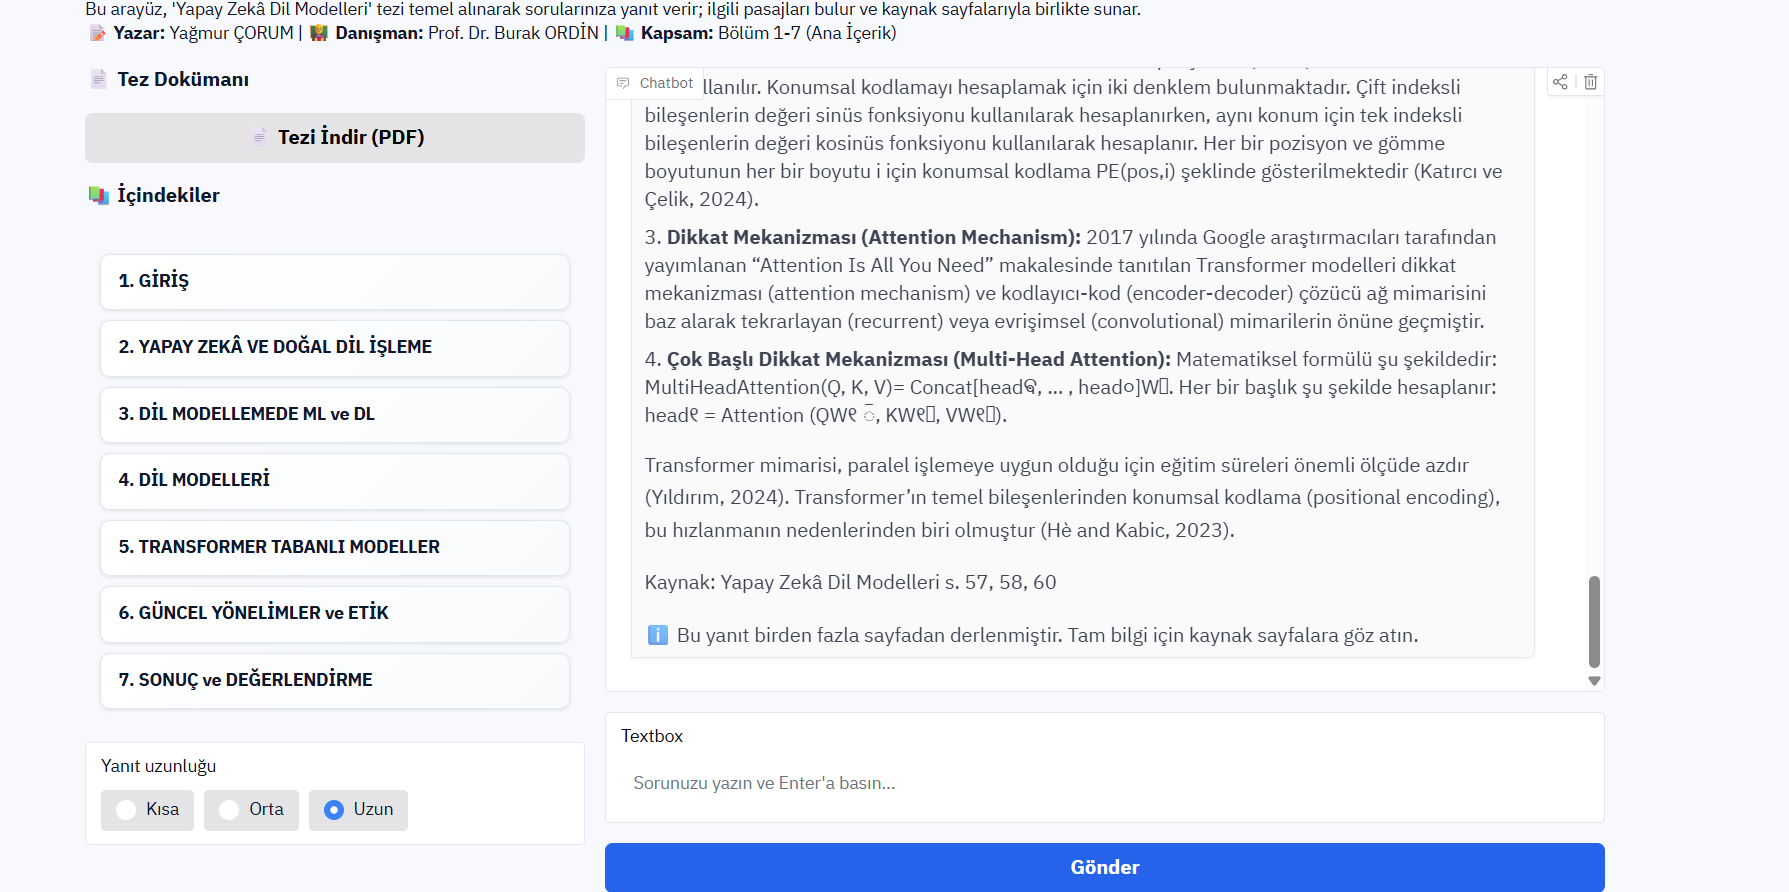 Bu arayüz, 'Yapay Zekâ Dil Modelleri' tezi temel alınarak sorularınıza yanıt verir; ilgili pasajları bulur ve kaynak sayfalarıyla birlikte sunar.
Yazar: Yağmur ÇORUM | Danışman: Prof. Dr. Burak ORDİN | Kapsam: Bölüm 1-7 (Ana İçerik)
Tez Dokümanı
Tezi İndir (PDF)
İçindekiler
1. GİRİŞ
2. YAPAY ZEKÂ VE DOĞAL DİL İŞLEME
3. DİL MODELLEMEDE ML ve DL
4. DİL MODELLERİ
5. TRANSFORMER TABANLI MODELLER
6. GÜNCEL YÖNELİMLER ve ETİK
7. SONUÇ ve DEĞERLENDİRME
Yanıt uzunluğu
Kısa
Orta
Uzun
Chatbot
llanılır. Konumsal kodlamayı hesaplamak için iki denklem bulunmaktadır. Çift indeksli
bileşenlerin değeri sinüs fonksiyonu kullanılarak hesaplanırken, aynı konum için tek indeksli
bileşenlerin değeri kosinüs fonksiyonu kullanılarak hesaplanır. Her bir pozisyon ve gömme
boyutunun her bir boyutu i için konumsal kodlama PE(pos,i) şeklinde gösterilmektedir (Katırcı ve
Çelik, 2024).
3. Dikkat Mekanizması (Attention Mechanism): 2017 yılında Google araştırmacıları tarafından
yayımlanan “Attention Is All You Need” makalesinde tanıtılan Transformer modelleri dikkat
mekanizması (attention mechanism) ve kodlayıcı-kod (encoder-decoder) çözücü ağ mimarisini
baz alarak tekrarlayan (recurrent) veya evrişimsel (convolutional) mimarilerin önüne geçmiştir.
4. Çok Başlı Dikkat Mekanizması (Multi-Head Attention): Matematiksel formülü şu şekildedir:
MultiHeadAttention(Q, K, V)= Concat[head, ... , head]W. Her bir başlık şu şekilde hesaplanır:
head = Attention (QW, KW, VW).
Transformer mimarisi, paralel işlemeye uygun olduğu için eğitim süreleri önemli ölçüde azdır
(Yıldırım, 2024). Transformer’ın temel bileşenlerinden konumsal kodlama (positional encoding),
bu hızlanmanın nedenlerinden biri olmuştur (Hè and Kabic, 2023).
Kaynak: Yapay Zekâ Dil Modelleri s. 57, 58, 60
Bu yanıt birden fazla sayfadan derlenmiştir. Tam bilgi için kaynak sayfalara göz atın.
Textbox
Sorunuzu yazın ve Enter'a basın...
Gönder